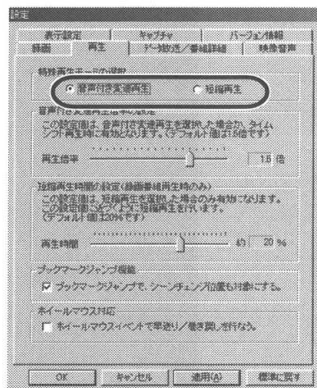 設定
表示設定 キャプチャ バージョン情報
録画 再生 データ放送/番組詳細 映像音声
特殊再生モードの選択
音声付き変速再生 短縮再生
音声付き変速再生倍率の設定
この設定値は、音声付き変速再生を選択した場合か、タイム
シフト再生時に有効となります。(デフォルト値は1.6倍です)
再生倍率 1.6 倍
短縮再生時間の設定(録画番組再生時のみ)
この設定値は、短縮再生を選択した場合のみ有効になります。
この設定値に近づくように短縮再生を行います。
(デフォルト値は20%です)
再生時間 約 20 %
ブックマークジャンプ機能
ブックマークジャンプで、シーンチェンジ位置も対象にする。
ホイールマウス対応
ホイールマウスイベントで早送り/巻き戻しを行なう。
OK キャンセル 適用(A) 標準に戻す